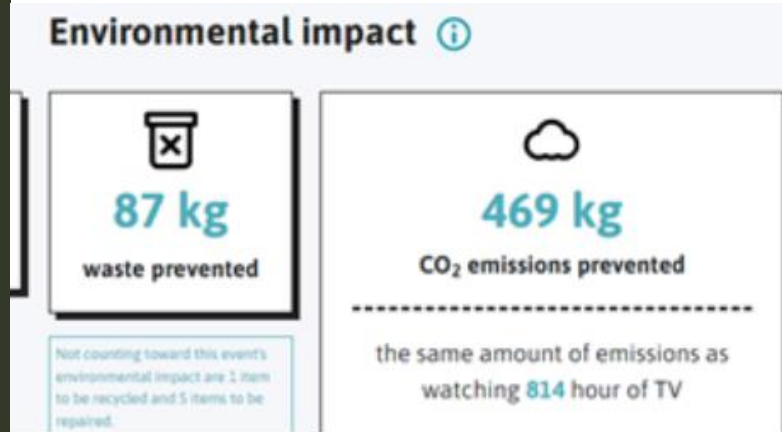 Environmental impact
87 kg
waste prevented
Not counting toward this event's
environmental impact are 1 item
to be recycled and 5 items to be
repaired.
469 kg
CO₂ emissions prevented
the same amount of emissions as
watching 814 hour of TV